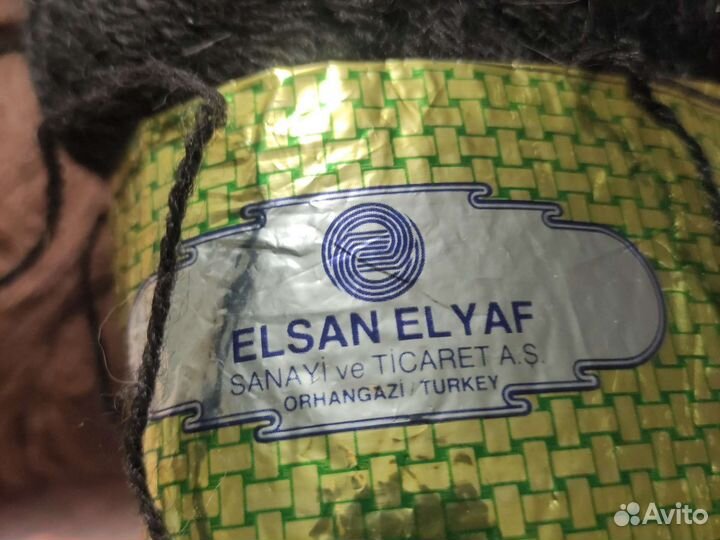 ELSAN ELYAF
SANAYİ ve TİCARET A.Ş.
ORHANGAZİ / TURKEY
Avito